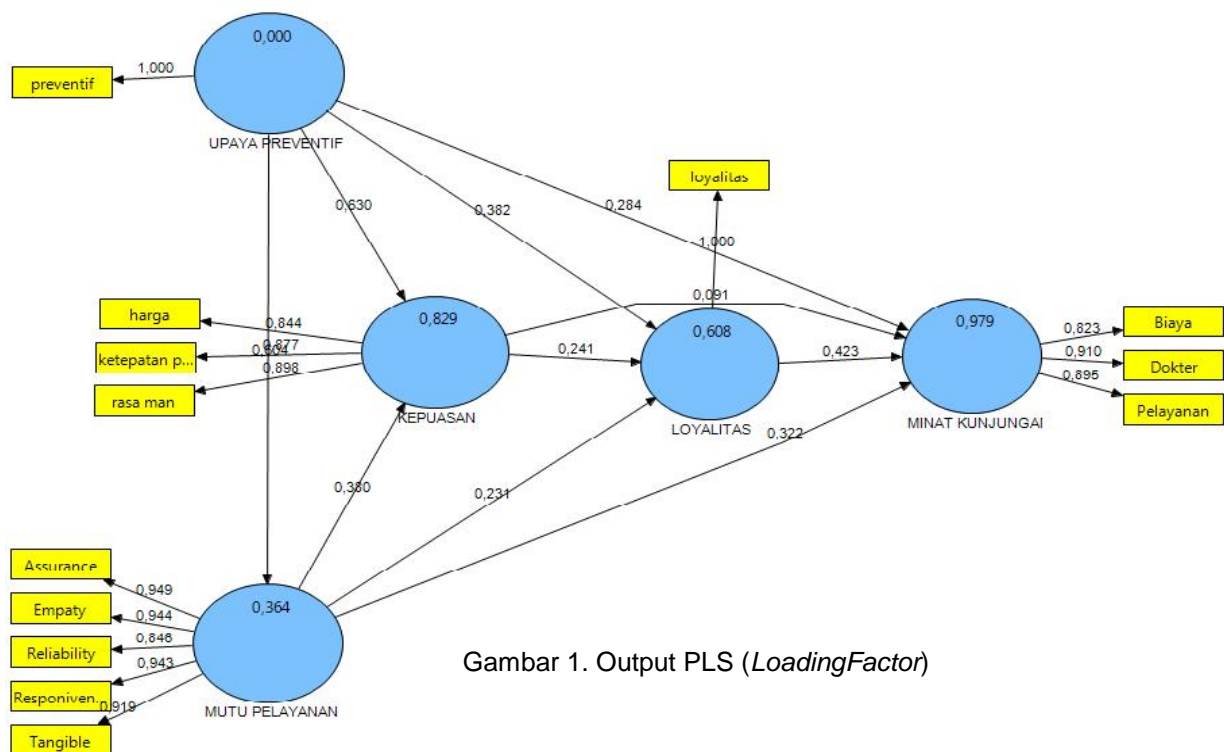 0,000
preventif
1,000
UPAYA PREVENTIF
loyalitas
0,630
0,382
0,284
1,000
harga
0,844
0,829
0,091
0,608
0,979
0,823
Biaya
ketepatan p...
0,877
0,604
0,241
0,423
0,910
Dokter
rasa man
0,898
0,895
Pelayanan
KEPUASAN
LOYALITAS
MINAT KUNJUNGAI
0,322
0,380
0,231
Assurance
0,949
0,364
Empaty
0,944
Reliability
0,846
0,943
Responiven...
0,919
Tangible
MUTU PELAYANAN
Gambar 1. Output PLS (LoadingFactor)